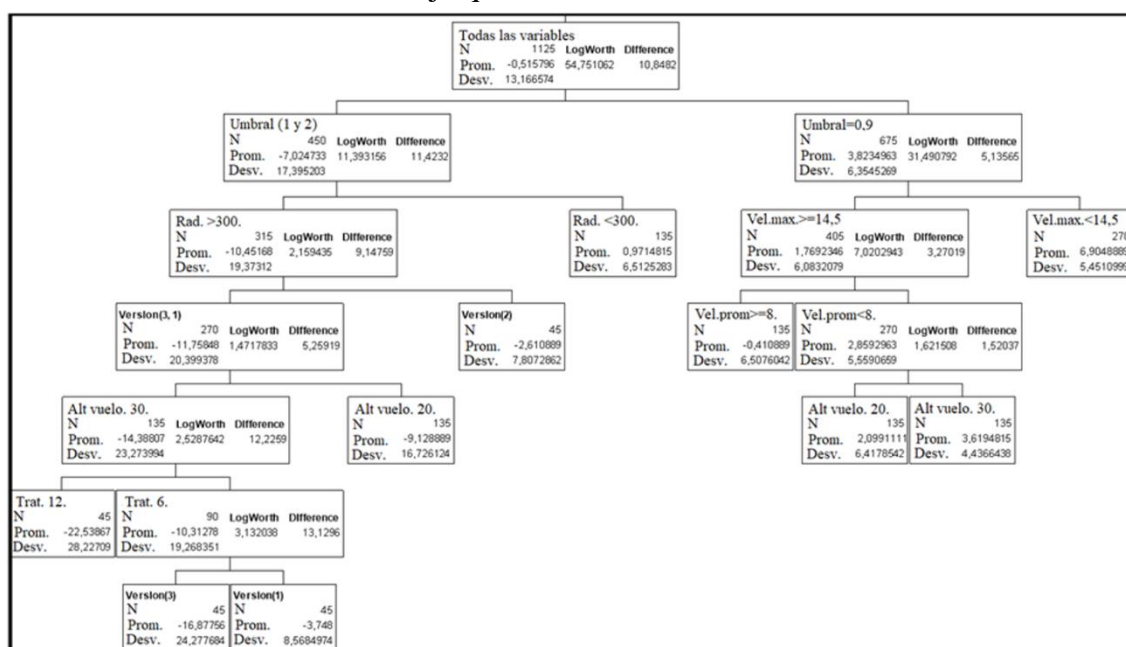 Todas las variables
N 1125 LogWorth Difference
Prom. -0,515796 54,751062 10,8482
Desv. 13,166574
Umbral (1 y 2)
N 450 LogWorth Difference
Prom. -7,024733 11,393156 11,4232
Desv. 17,395203
Umbral=0,9
N 675 LogWorth Difference
Prom. 3,8234963 31,490792 5,13565
Desv. 6,3545269
Rad. >300.
N 315 LogWorth Difference
Prom. -10,45168 2,159435 9,14759
Desv. 19,37312
Rad. <300.
N 135
Prom. 0,9714815
Desv. 6,5125283
Vel.max.>=14,5
N 405 LogWorth Difference
Prom. 1,7692346 7,0202943 3,27019
Desv. 6,0832079
Vel.max.<14,5
N 270
Prom. 6,9048889
Desv. 5,4510999
Version(3, 1)
N 270 LogWorth Difference
Prom. -11,75848 1,4717833 5,25919
Desv. 20,399378
Version(2)
N 45
Prom. -2,610889
Desv. 7,8072862
Vel.prom>=8.
N 135
Prom. -0,410889
Desv. 6,5076042
Vel.prom<8.
N 270 LogWorth Difference
Prom. 2,8592963 1,621508 1,52037
Desv. 5,5590659
Alt vuelo. 30.
N 135 LogWorth Difference
Prom. -14,38807 2,5287642 12,2259
Desv. 23,273994
Alt vuelo. 20.
N 135
Prom. -9,128889
Desv. 16,726124
Alt vuelo. 20.
N 135
Prom. 2,0991111
Desv. 6,4178542
Alt vuelo. 30.
N 135
Prom. 3,6194815
Desv. 4,4366438
Trat. 12.
N 45
Prom. -22,53867
Desv. 28,22709
Trat. 6.
N 90 LogWorth Difference
Prom. -10,31278 3,132038 13,1296
Desv. 19,268351
Version(3)
N 45
Prom. -16,87756
Desv. 24,277684
Version(1)
N 45
Prom. -3,748
Desv. 8,5684974